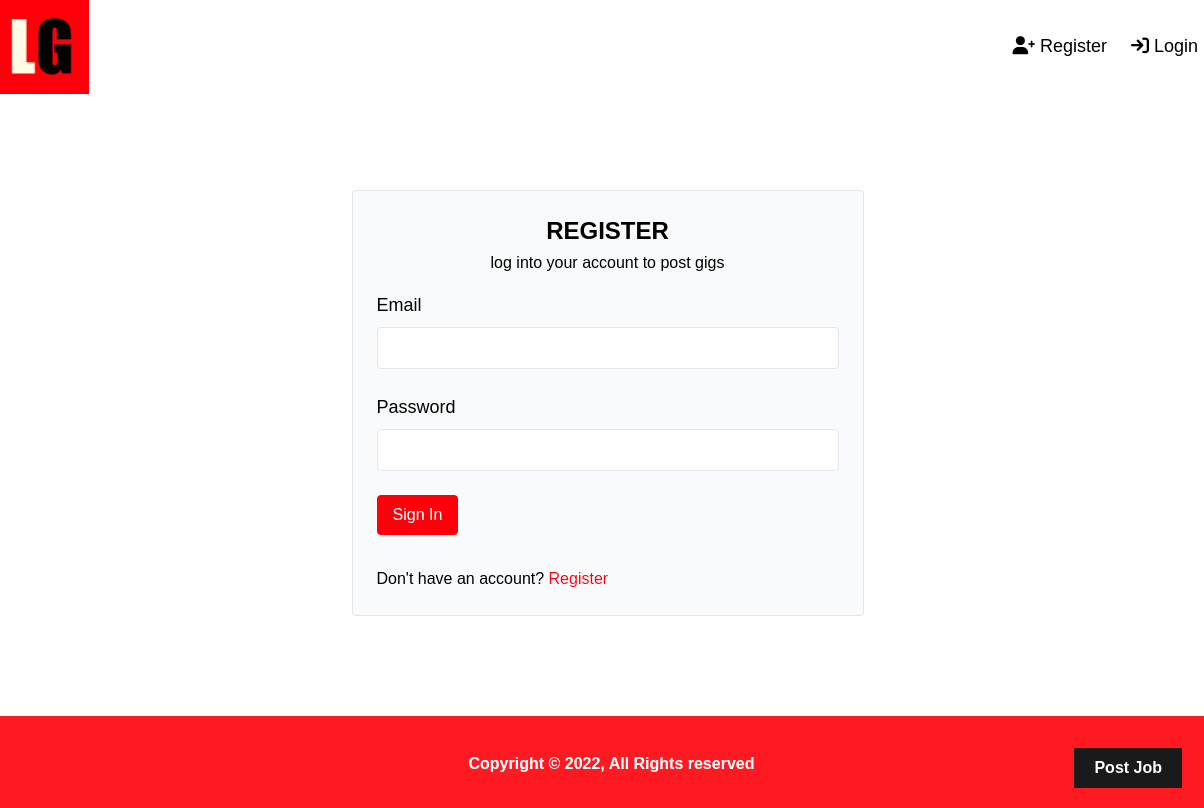 LG
Register Login
REGISTER
log into your account to post gigs
Email
Password
Sign In
Don't have an account? Register
Copyright © 2022, All Rights reserved
Post Job